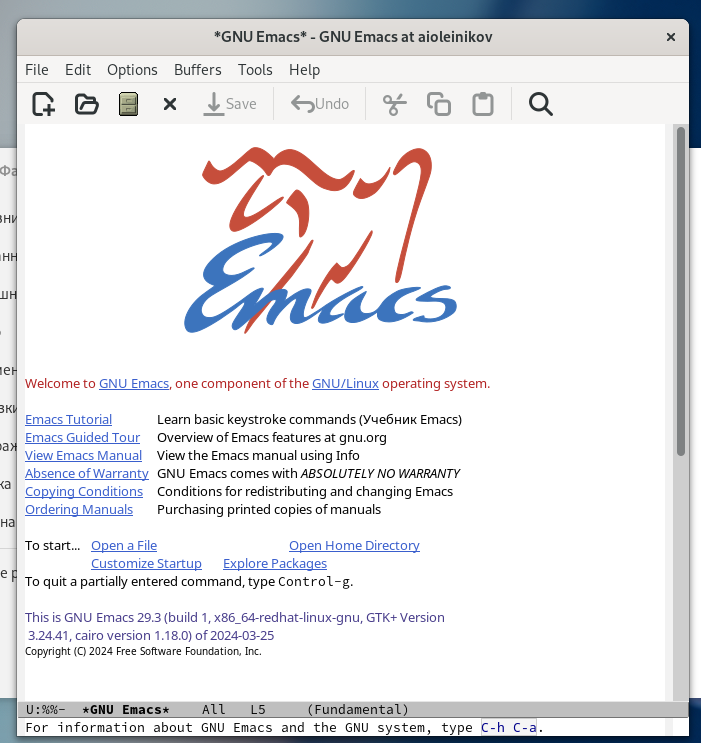 *GNU Emacs* - GNU Emacs at aioleinikov
File Edit Options Buffers Tools Help
Save Undo
Emacs
Welcome to GNU Emacs, one component of the GNU/Linux operating system.
Emacs Tutorial Learn basic keystroke commands (Учебник Emacs)
Emacs Guided Tour Overview of Emacs features at gnu.org
View Emacs Manual View the Emacs manual using Info
Absence of Warranty GNU Emacs comes with ABSOLUTELY NO WARRANTY
Copying Conditions Conditions for redistributing and changing Emacs
Ordering Manuals Purchasing printed copies of manuals
To start... Open a File Open Home Directory
Customize Startup Explore Packages
To quit a partially entered command, type Control-g.
This is GNU Emacs 29.3 (build 1, x86_64-redhat-linux-gnu, GTK+ Version
3.24.41, cairo version 1.18.0) of 2024-03-25
Copyright (C) 2024 Free Software Foundation, Inc.
U:%%- *GNU Emacs* All L5 (Fundamental)
For information about GNU Emacs and the GNU system, type C-h C-a.